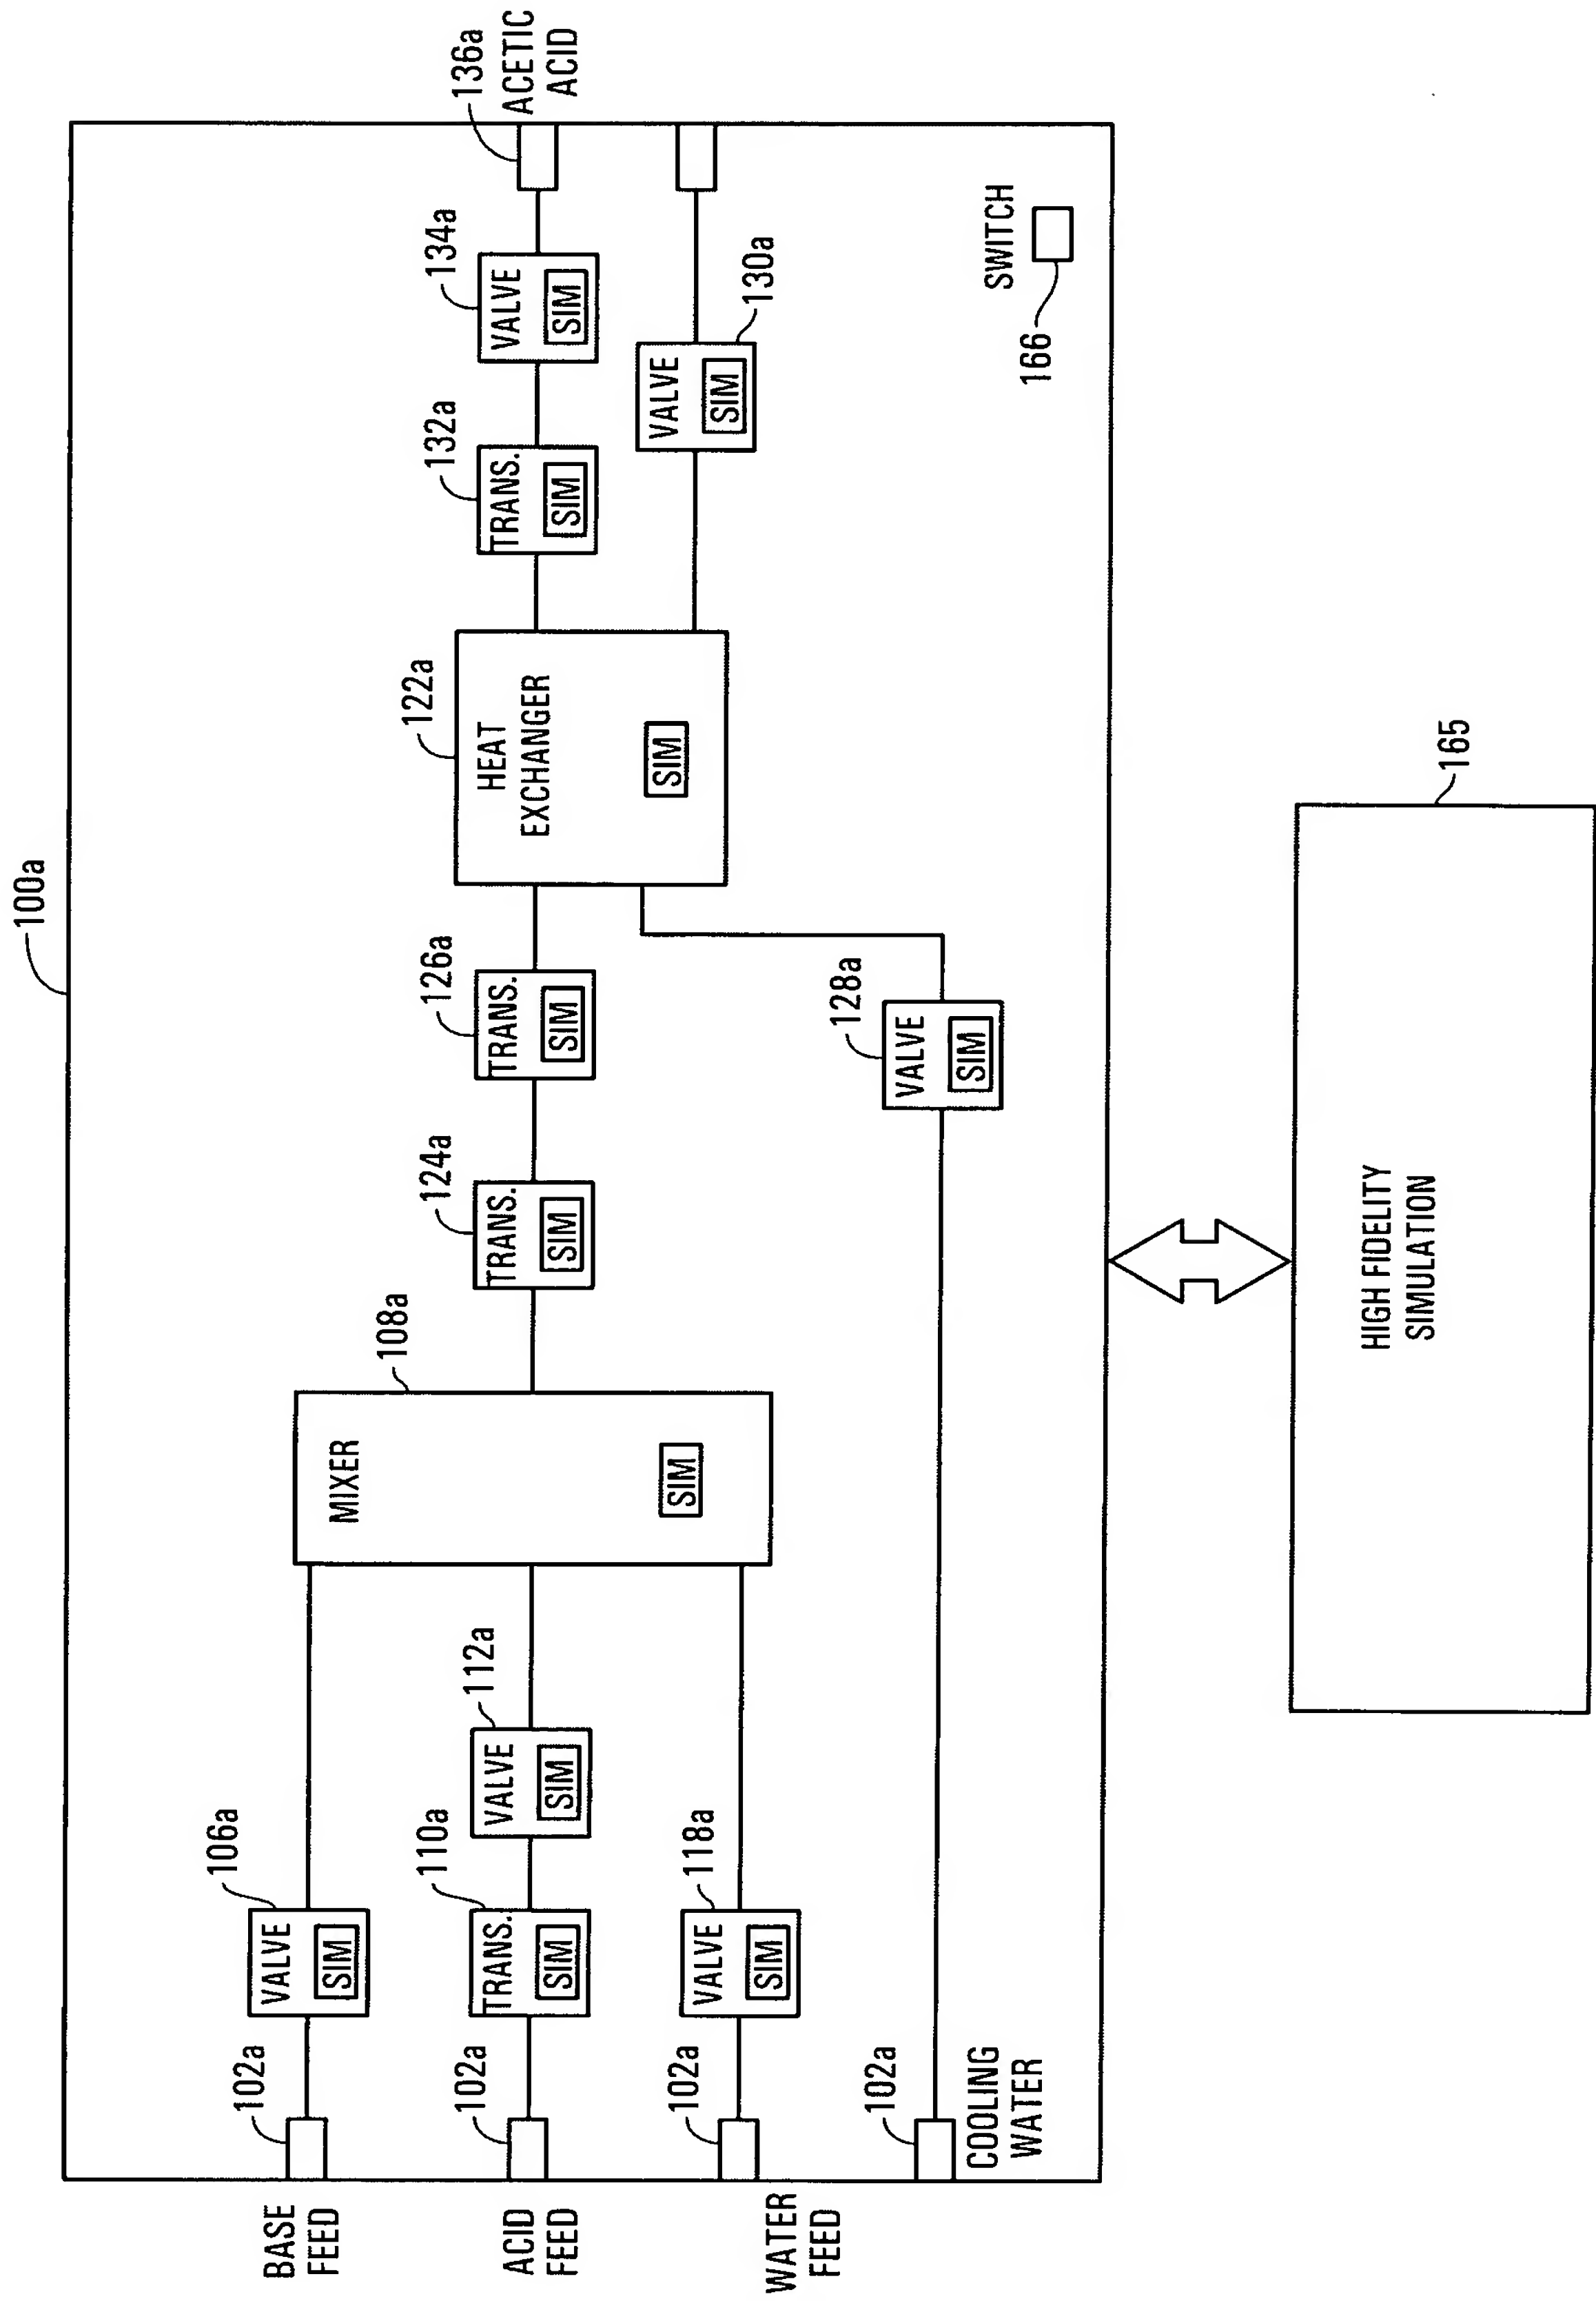 100a
BASE
FEED
102a
VALVE
SIM
106a
ACID
FEED
102a
TRANS.
SIM
110a
VALVE
SIM
112a
WATER
FEED
102a
VALVE
SIM
118a
MIXER
SIM
108a
TRANS.
SIM
124a
TRANS.
SIM
126a
HEAT
EXCHANGER
SIM
122a
TRANS.
SIM
132a
VALVE
SIM
134a
136a
ACETIC
ACID
VALVE
SIM
130a
102a
COOLING
WATER
VALVE
SIM
128a
SWITCH
166
HIGH FIDELITY
SIMULATION
165